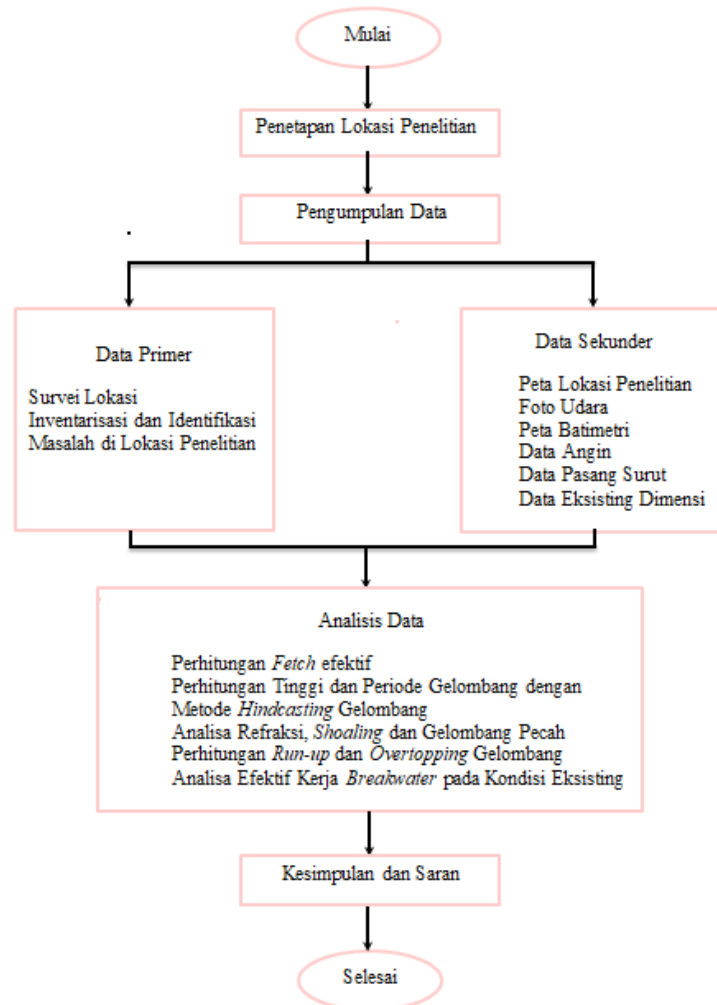 Mulai
Penetapan Lokasi Penelitian
Pengumpulan Data
Data Primer
Survei Lokasi
Inventarisasi dan Identifikasi
Masalah di Lokasi Penelitian
Data Sekunder
Peta Lokasi Penelitian
Foto Udara
Peta Batimetri
Data Angin
Data Pasang Surut
Data Eksisting Dimensi
Analisis Data
Perhitungan Fetch efektif
Perhitungan Tinggi dan Periode Gelombang dengan
Metode Hindcasting Gelombang
Analisa Refraksi, Shoaling dan Gelombang Pecah
Perhitungan Run-up dan Overtopping Gelombang
Analisa Efektif Kerja Breakwater pada Kondisi Eksisting
Kesimpulan dan Saran
Selesai